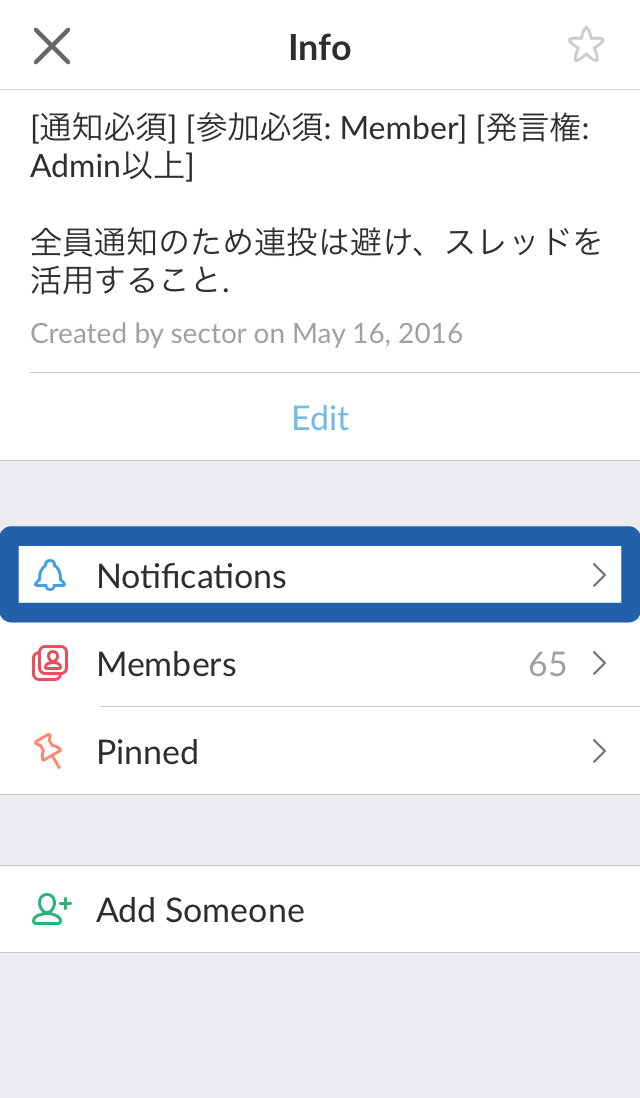 Info
[通知必須] [参加必須: Member] [発言権:
Admin以上]
全員通知のため連投は避け、スレッドを
活用すること.
Created by sector on May 16, 2016
Edit
Notifications
Members 65
Pinned
Add Someone